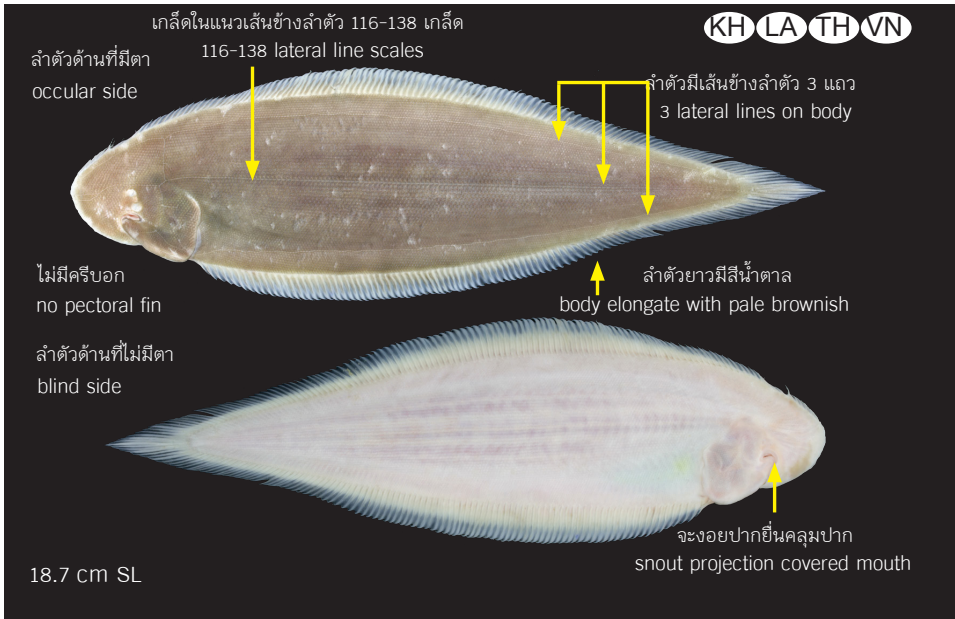 เกล็ดในแนวเส้นข้างลำตัว 116-138 เกล็ด
116-138 lateral line scales
KH LA TH VN
ลำตัวด้านที่มีตา
occular side
ลำตัวมีเส้นข้างลำตัว 3 แถว
3 lateral lines on body
ไม่มีครีบอก
no pectoral fin
ลำตัวยาวมีสีน้ำตาล
body elongate with pale brownish
ลำตัวด้านที่ไม่มีตา
blind side
จะงอยปากยื่นคลุมปาก
snout projection covered mouth
18.7 cm SL